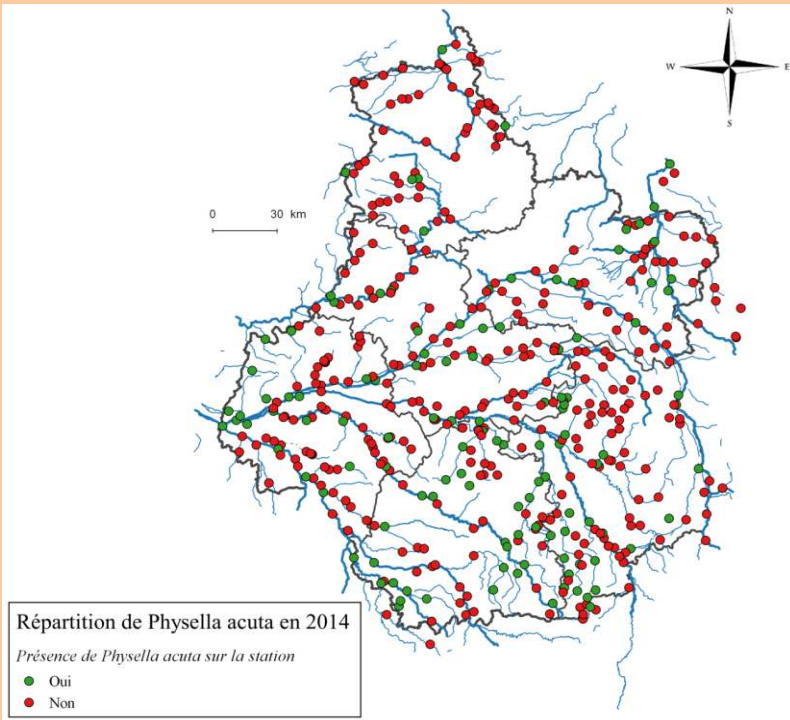 N
W E
S
0 30 km
Répartition de Physella acuta en 2014
Présence de Physella acuta sur la station
Oui
Non